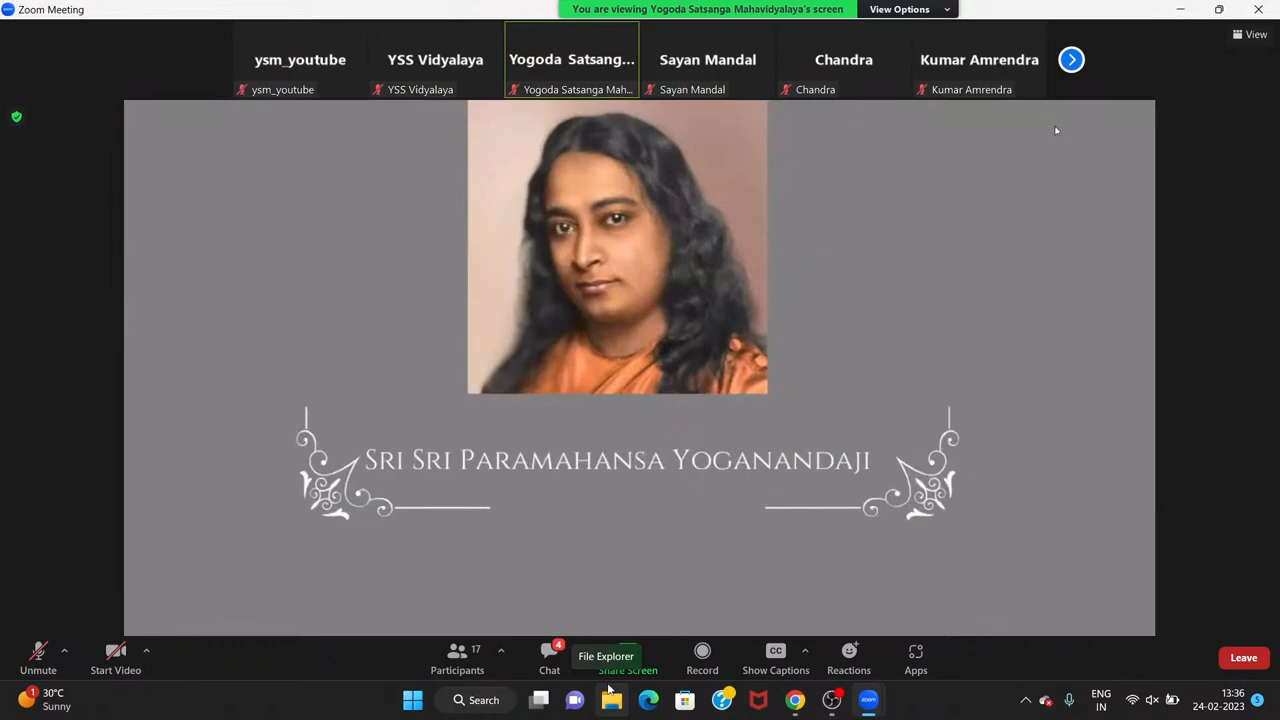 Zoom Meeting
You are viewing Yogoda Satsanga Mahavidyalaya's screen
View Options
View
ysm_youtube
YSS Vidyalaya
Yogoda Satsang...
Sayan Mandal
Chandra
Kumar Amrendra
ysm_youtube
YSS Vidyalaya
Yogoda Satsanga Mah...
Sayan Mandal
Chandra
Kumar Amrendra
Sri Sri Paramahansa Yoganandaji
17
4
CC
File Explorer
Unmute
Start Video
Participants
Chat
Share Screen
Record
Show Captions
Reactions
Apps
Leave
1
30°C
Sunny
Search
zoom
ENG
IN
13:36
24-02-2023
5